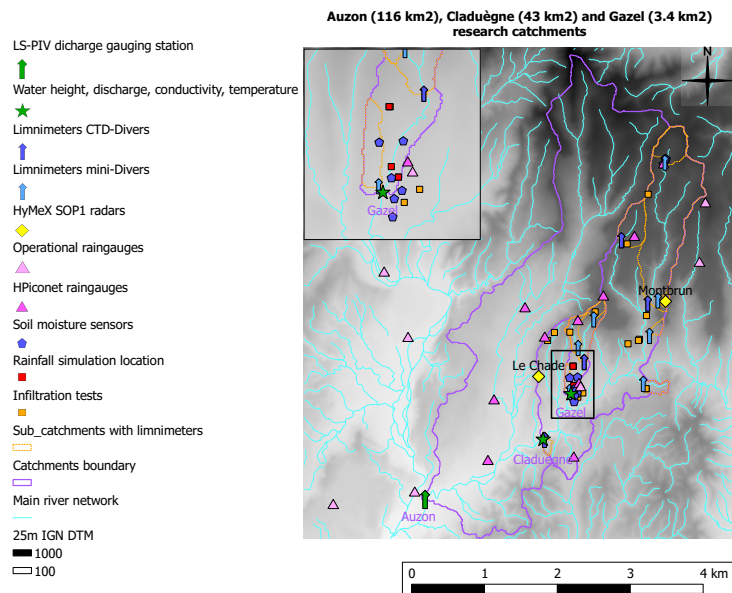 Auzon (116 km2), Claduègne (43 km2) and Gazel (3.4 km2)
research catchments
LS-PIV dicharge gauging station
Water height, discharge, conductivity, temperature
Limnimeters CTD-Divers
Limnimeters mini-Divers
HyMeX SOP1 radars
Operational raingauges
HPiconet raingauges
Soil moisture sensors
Rainfall simulation location
Infiltration tests
Sub_catchments with limnimeters
Catchments boundary
Main river network
25m IGN DTM
1000
100
N
Gazel
Montbrun
Le Chade
Gazel
Claduègne
Auzon
0 1 2 3 4 km